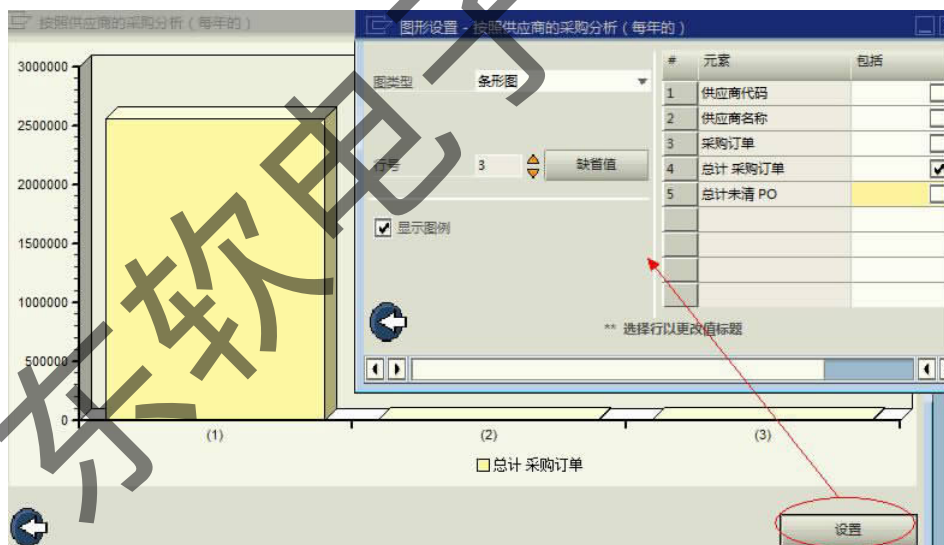 按照供应商的采购分析（每年的）
图形设置 - 按照供应商的采购分析（每年的）
图类型
条形图
行号
3
缺省值
显示图例
#
元素
包括
1
供应商代码
2
供应商名称
3
采购订单
4
总计 采购订单
5
总计未清 PO
** 选择行以更改值标题
3000000
2500000
2000000
1500000
1000000
500000
0
(1)
(2)
(3)
总计 采购订单
设置
东软电子